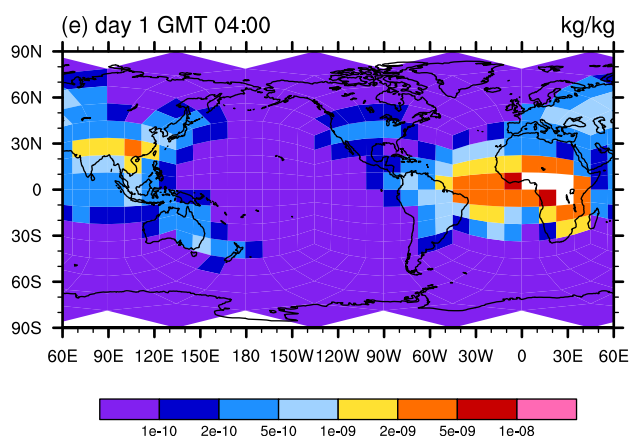 (e) day 1 GMT 04:00 kg/kg
90N
60N
30N
0
30S
60S
90S
60E 90E 120E 150E 180 150W 120W 90W 60W 30W 0 30E 60E
1e-10 2e-10 5e-10 1e-09 2e-09 5e-09 1e-08